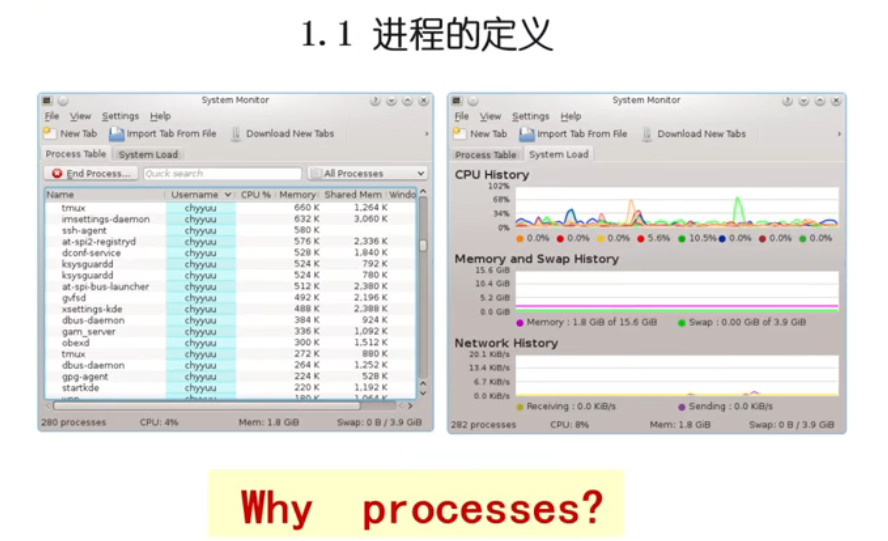 1.1 进程的定义
System Monitor
File View Settings Help
New Tab Import Tab From File Download New Tabs
Process Table System Load
End Process... Quick search All Processes
Name Username CPU % Memory Shared Mem Windo
tmux chyyuu 660 K 1,264 K
imsettings-daemon chyyuu 632 K 3,060 K
ssh-agent chyyuu 580 K
at-spi2-registryd chyyuu 576 K 2,336 K
dconf-service chyyuu 528 K 1,840 K
ksysguardd chyyuu 524 K 792 K
ksysguardd chyyuu 524 K 780 K
at-spi-bus-launcher chyyuu 512 K 2,380 K
gvfsd chyyuu 492 K 2,196 K
xsettings-kde chyyuu 488 K 2,388 K
dbus-daemon chyyuu 384 K 924 K
gam_server chyyuu 336 K 1,092 K
obexd chyyuu 300 K 1,512 K
tmux chyyuu 272 K 880 K
dbus-daemon chyyuu 264 K 1,252 K
gpg-agent chyyuu 224 K 528 K
startkde chyyuu 220 K 1,192 K
chyyuu 180 K 1,064 K
280 processes CPU: 4% Mem: 1.8 GiB Swap: 0 B / 3.9 GiB
System Monitor
File View Settings Help
New Tab Import Tab From File Download New Tabs
Process Table System Load
CPU History
102%
68%
34%
0%
0.0% 0.0% 0.0% 5.6% 10.5% 0.0% 0.0% 0.0%
Memory and Swap History
15.6 GiB
10.4 GiB
5.2 GiB
0.0 GiB
Memory : 1.8 GiB of 15.6 GiB Swap : 0.00 GiB of 3.9 GiB
Network History
20.1 KiB/s
13.4 KiB/s
6.7 KiB/s
0.0 KiB/s
Receiving : 0.0 KiB/s Sending : 0.0 KiB/s
282 processes CPU: 8% Mem: 1.8 GiB Swap: 0 B / 3.9 GiB
Why processes?